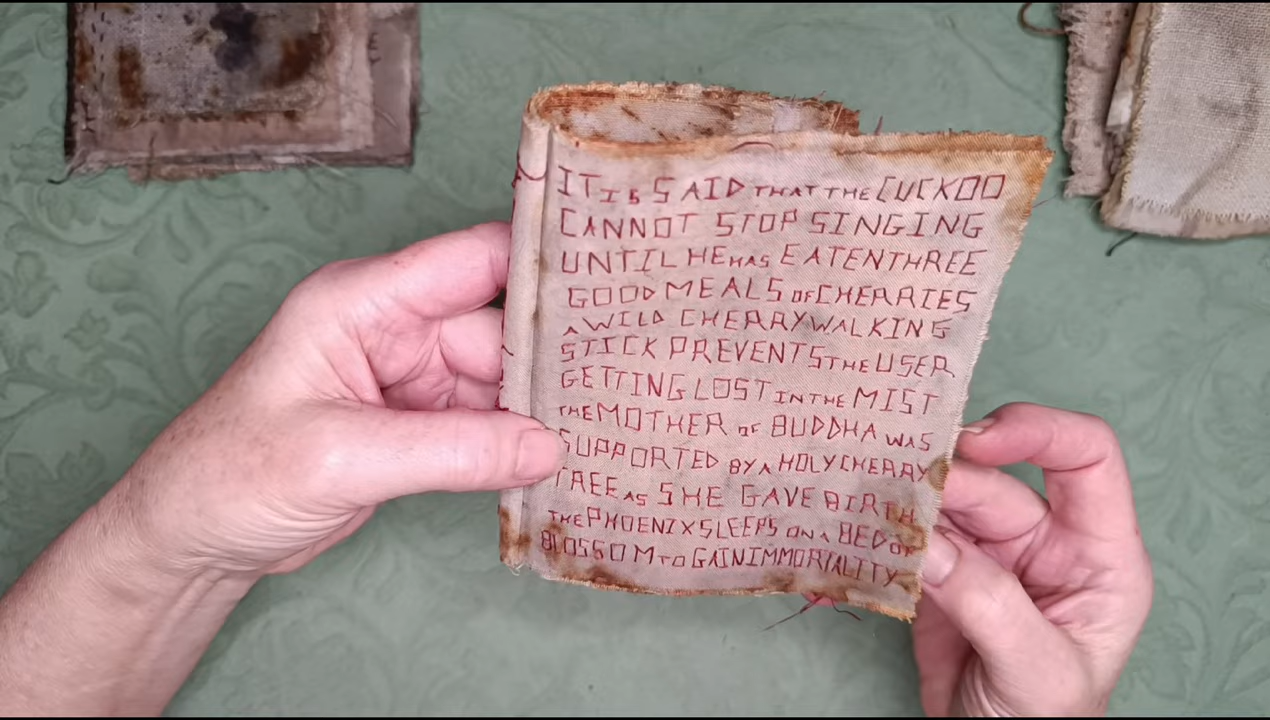 IT IS SAID THAT THE CUCKOO
CANNOT STOP SINGING
UNTIL HE HAS EATEN THREE
GOOD MEALS OF CHERRIES
A WILD CHERRY WALKING
STICK PREVENTS THE USER
GETTING LOST IN THE MIST
THE MOTHER OF BUDDHA WAS
SUPPORTED BY A HOLY CHERRY
TREE AS SHE GAVE BIRTH
THE PHOENIX SLEEPS ON A BED OF
BLOSSOM TO GAIN IMMORTALITY